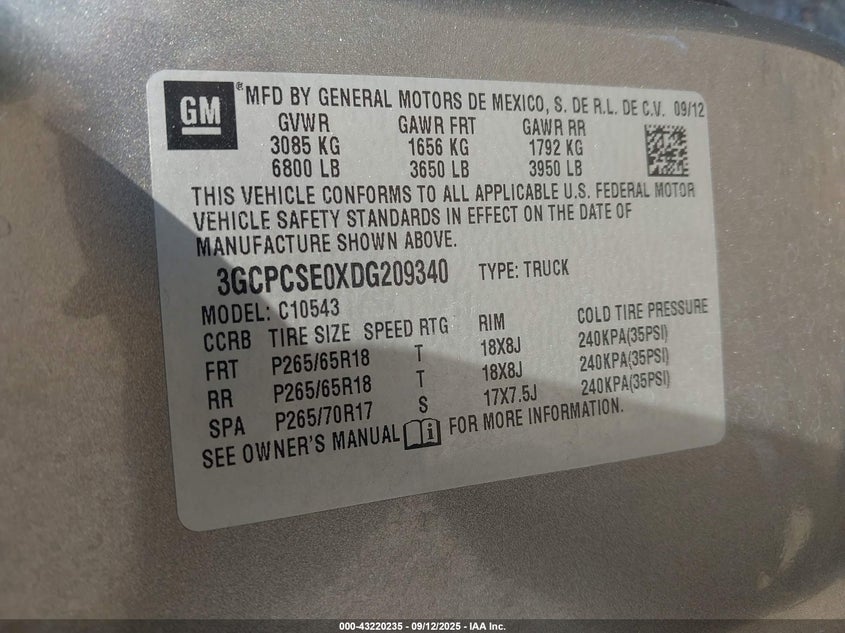 GM ® MFD BY GENERAL MOTORS DE MEXICO, S. DE R.L. DE C.V. 09/12
GVWR GAWR FRT GAWR RR
3085 KG 1656 KG 1792 KG
6800 LB 3650 LB 3950 LB
THIS VEHICLE CONFORMS TO ALL APPLICABLE U.S. FEDERAL MOTOR
VEHICLE SAFETY STANDARDS IN EFFECT ON THE DATE OF
MANUFACTURE SHOWN ABOVE.
3GCPCSE0XDG209340 TYPE: TRUCK
MODEL: C10543
CCRB TIRE SIZE SPEED RTG RIM COLD TIRE PRESSURE
FRT P265/65R18 T 18X8J 240KPA(35PSI)
RR P265/65R18 T 18X8J 240KPA(35PSI)
SPA P265/70R17 S 17X7.5J 240KPA(35PSI)
SEE OWNER'S MANUAL i FOR MORE INFORMATION.
000-43220235 - 09/12/2025 - IAA Inc.